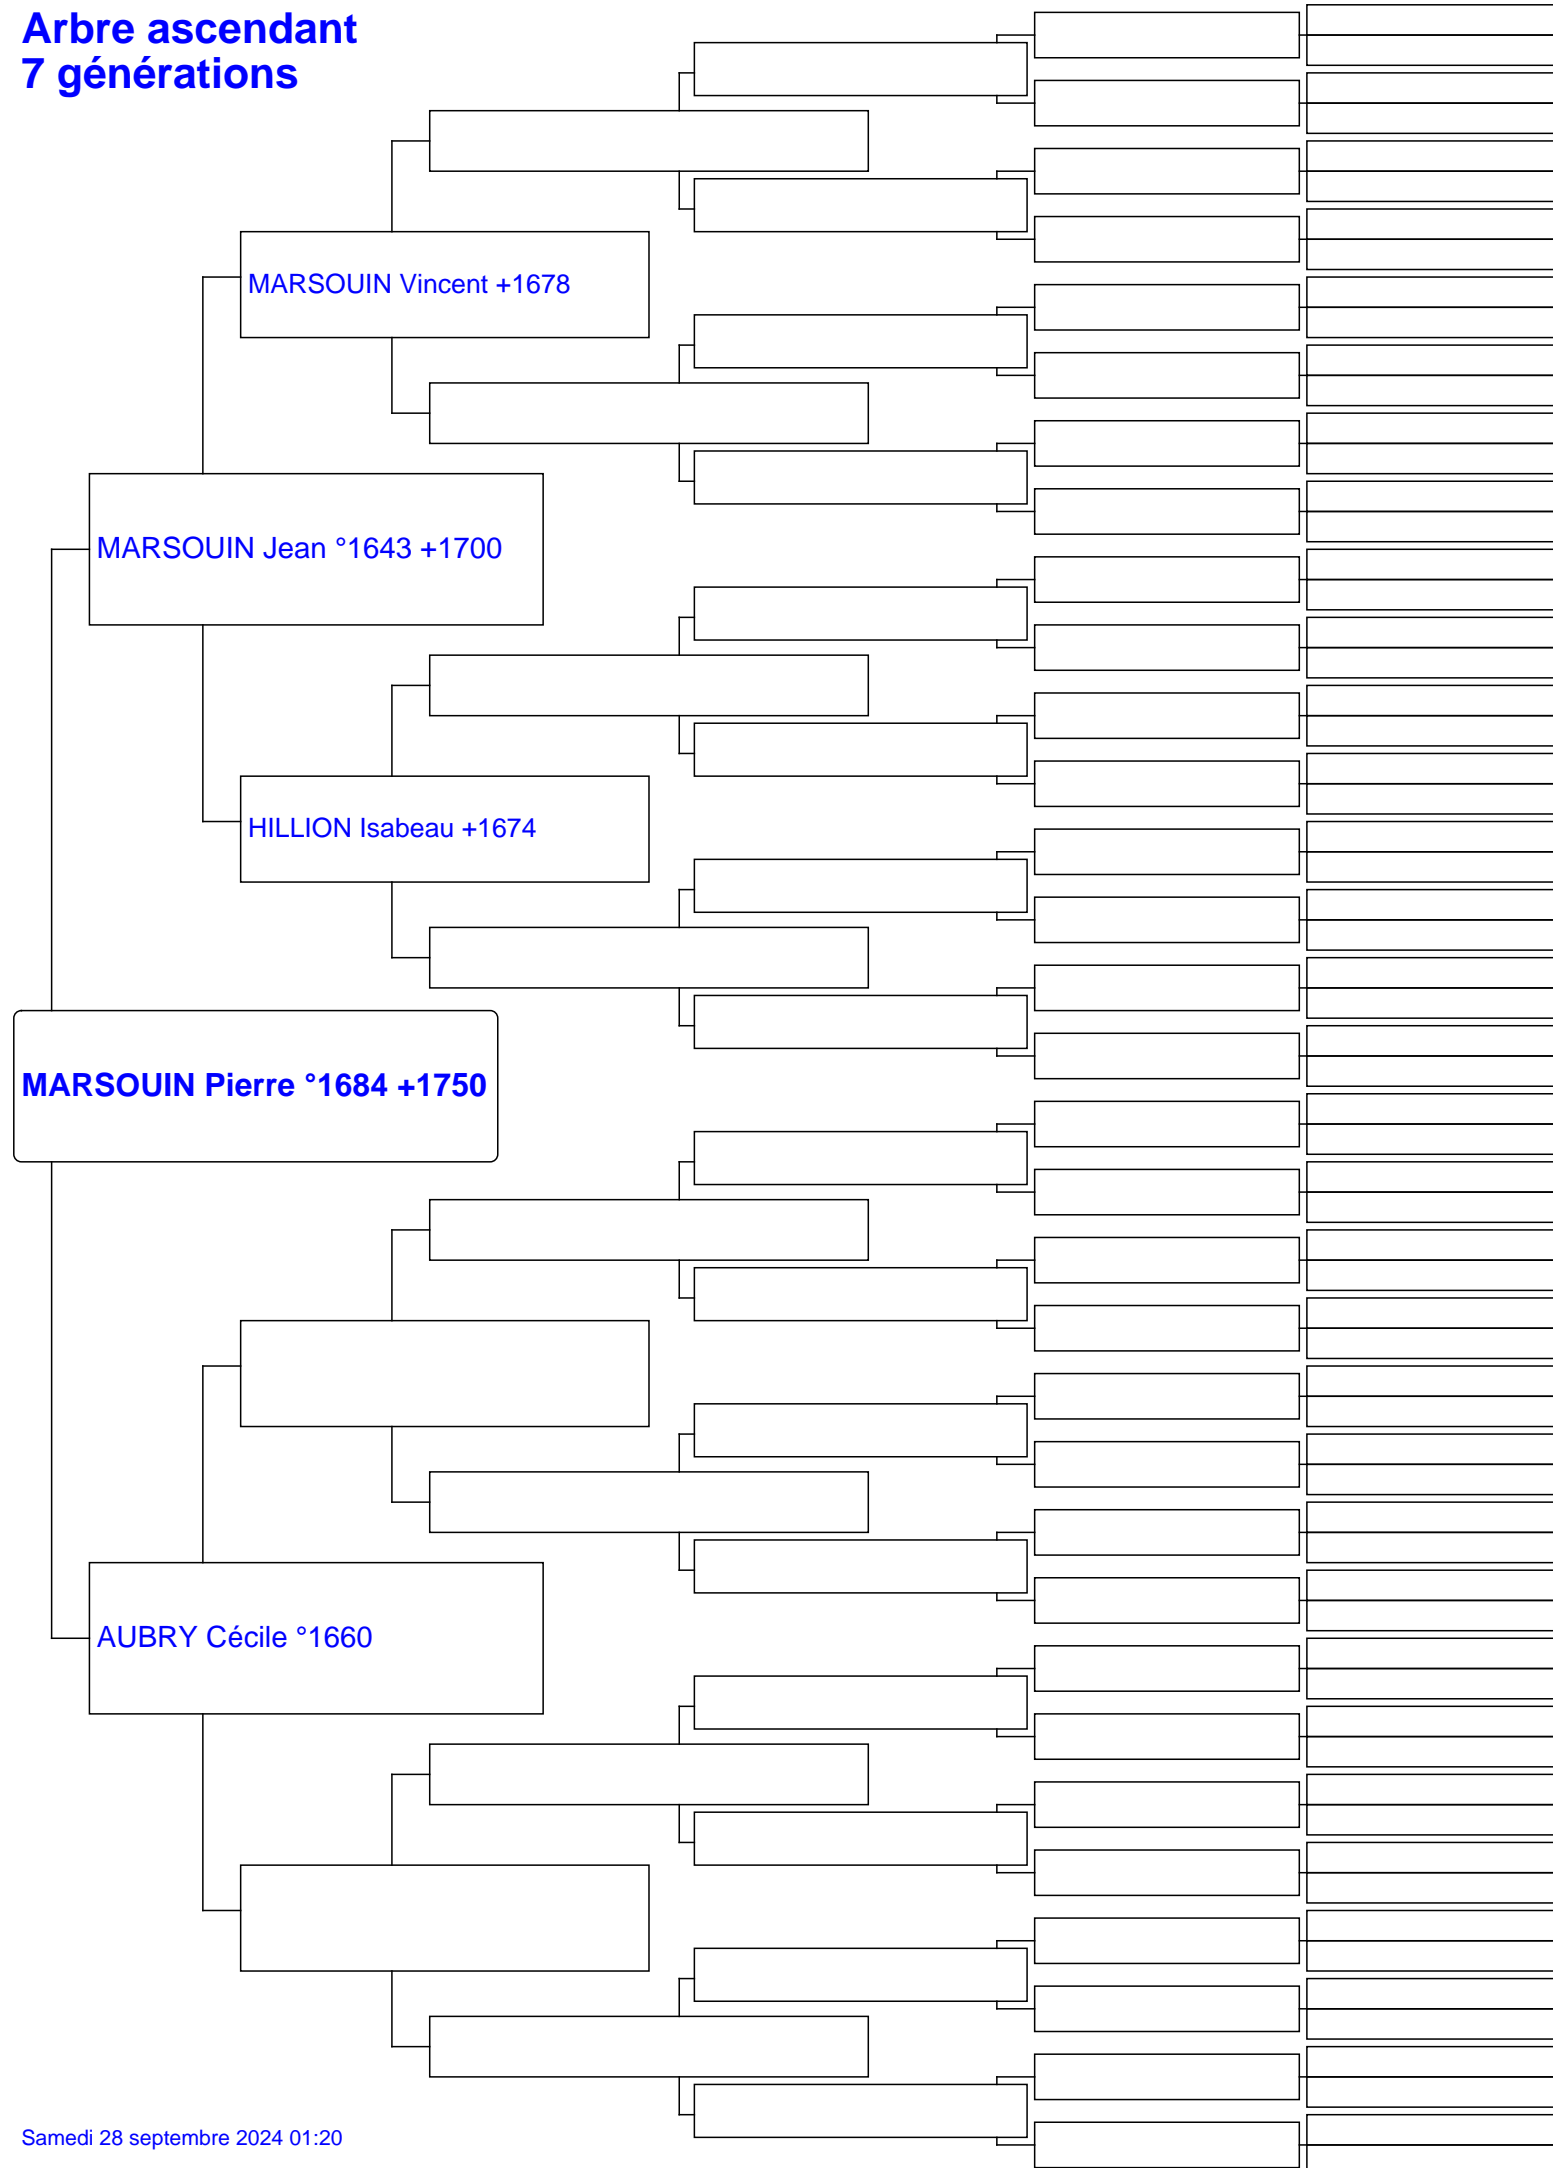 Arbre ascendant
7 générations
MARSOUIN Vincent +1678
MARSOUIN Jean °1643 +1700
HILLION Isabeau +1674
MARSOUIN Pierre °1684 +1750
AUBRY Cécile °1660
Samedi 28 septembre 2024 01:20